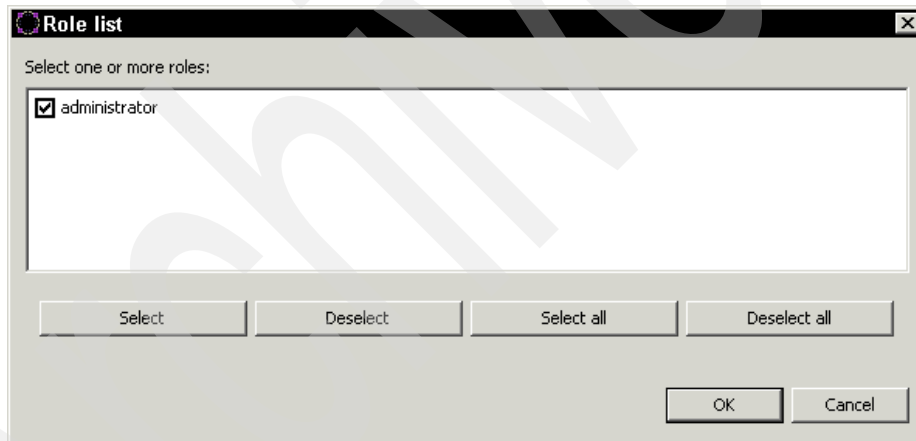 Role list
Select one or more roles:
administrator
Select Deselect Select all Deselect all
OK Cancel